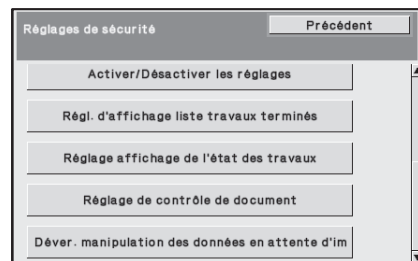 Réglages de sécurité
Précédent
Activer/Désactiver les réglages
Régl. d'affichage liste travaux terminés
Réglage affichage de l'état des travaux
Réglage de contrôle de document
Déver. manipulation des données en attente d'im